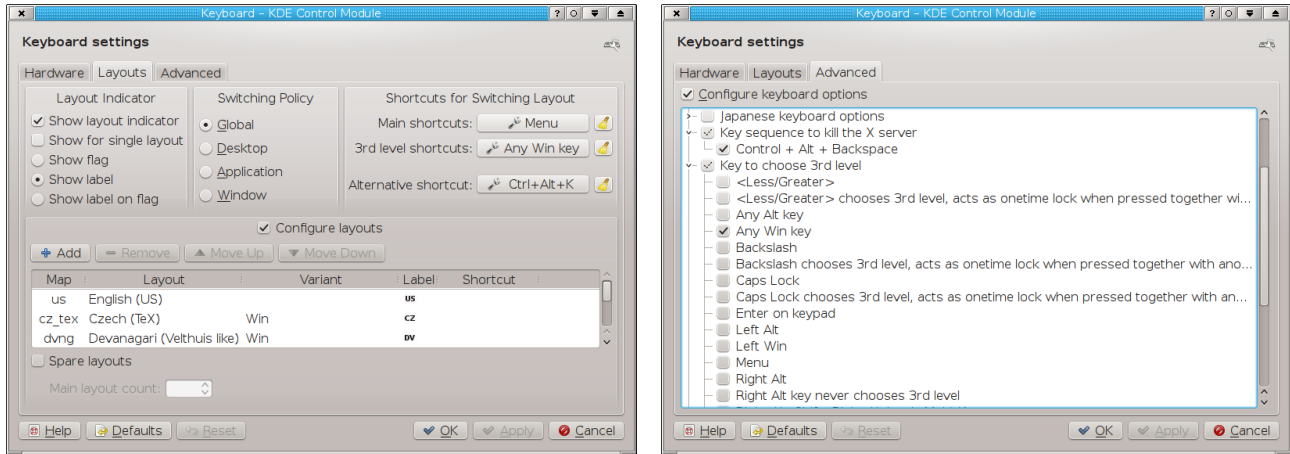 Keyboard – KDE Control Module
Keyboard settings
Hardware Layouts Advanced
Layout Indicator
Show layout indicator
Show for single layout
Show flag
Show label
Show label on flag
Switching Policy
Global
Desktop
Application
Window
Shortcuts for Switching Layout
Main shortcuts: Menu
3rd level shortcuts: Any Win key
Alternative shortcut: Ctrl+Alt+K
Configure layouts
Add Remove Move Up Move Down
Map Layout Variant Label Shortcut
us English (US) US
cz_tex Czech (TeX) Win CZ
dvng Devanagari (Velthuis like) Win DV
Spare layouts
Main layout count:
Help Defaults Reset OK Apply Cancel
Keyboard – KDE Control Module
Keyboard settings
Hardware Layouts Advanced
Configure keyboard options
Japanese keyboard options
Key sequence to kill the X server
Control + Alt + Backspace
Key to choose 3rd level
<Less/Greater>
<Less/Greater> chooses 3rd level, acts as onetime lock when pressed together wi...
Any Alt key
Any Win key
Backslash
Backslash chooses 3rd level, acts as onetime lock when pressed together with ano...
Caps Lock
Caps Lock chooses 3rd level, acts as onetime lock when pressed together with an...
Enter on keypad
Left Alt
Left Win
Menu
Right Alt
Right Alt key never chooses 3rd level
Help Defaults Reset OK Apply Cancel